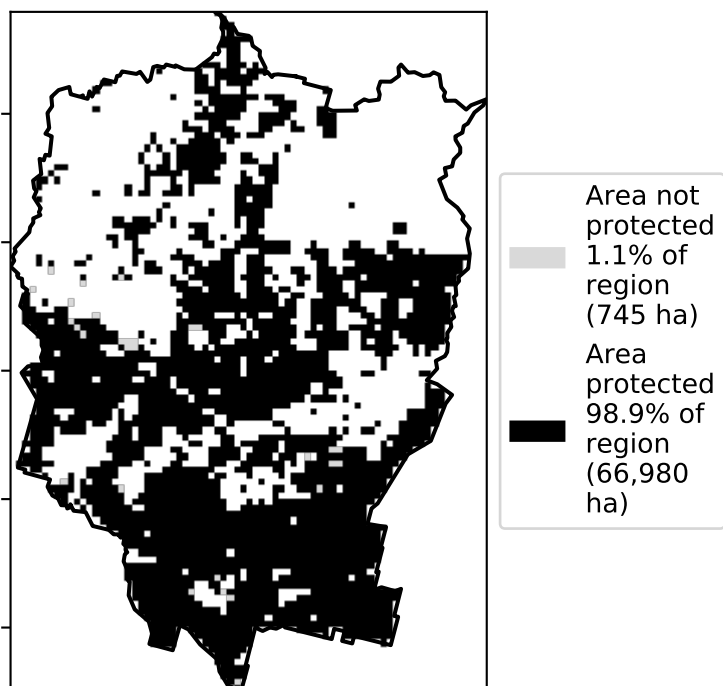 Area not
protected
1.1% of
region
(745 ha)
Area
protected
98.9% of
region
(66,980
ha)